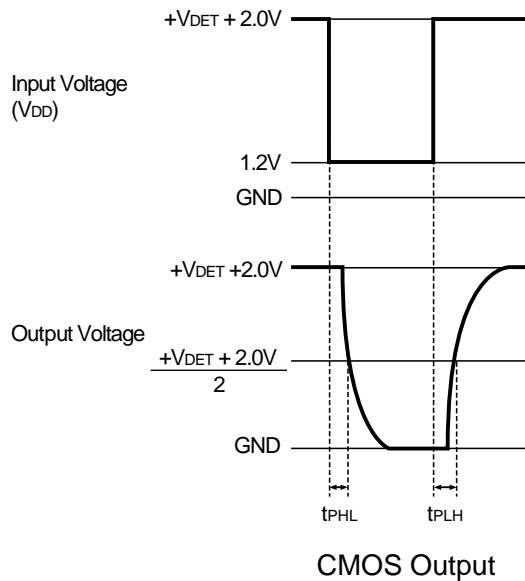 +VDET + 2.0V
Input Voltage
(VDD)
1.2V
GND
+VDET +2.0V
Output Voltage
+VDET + 2.0V
2
GND
tPHL
tPLH
CMOS Output